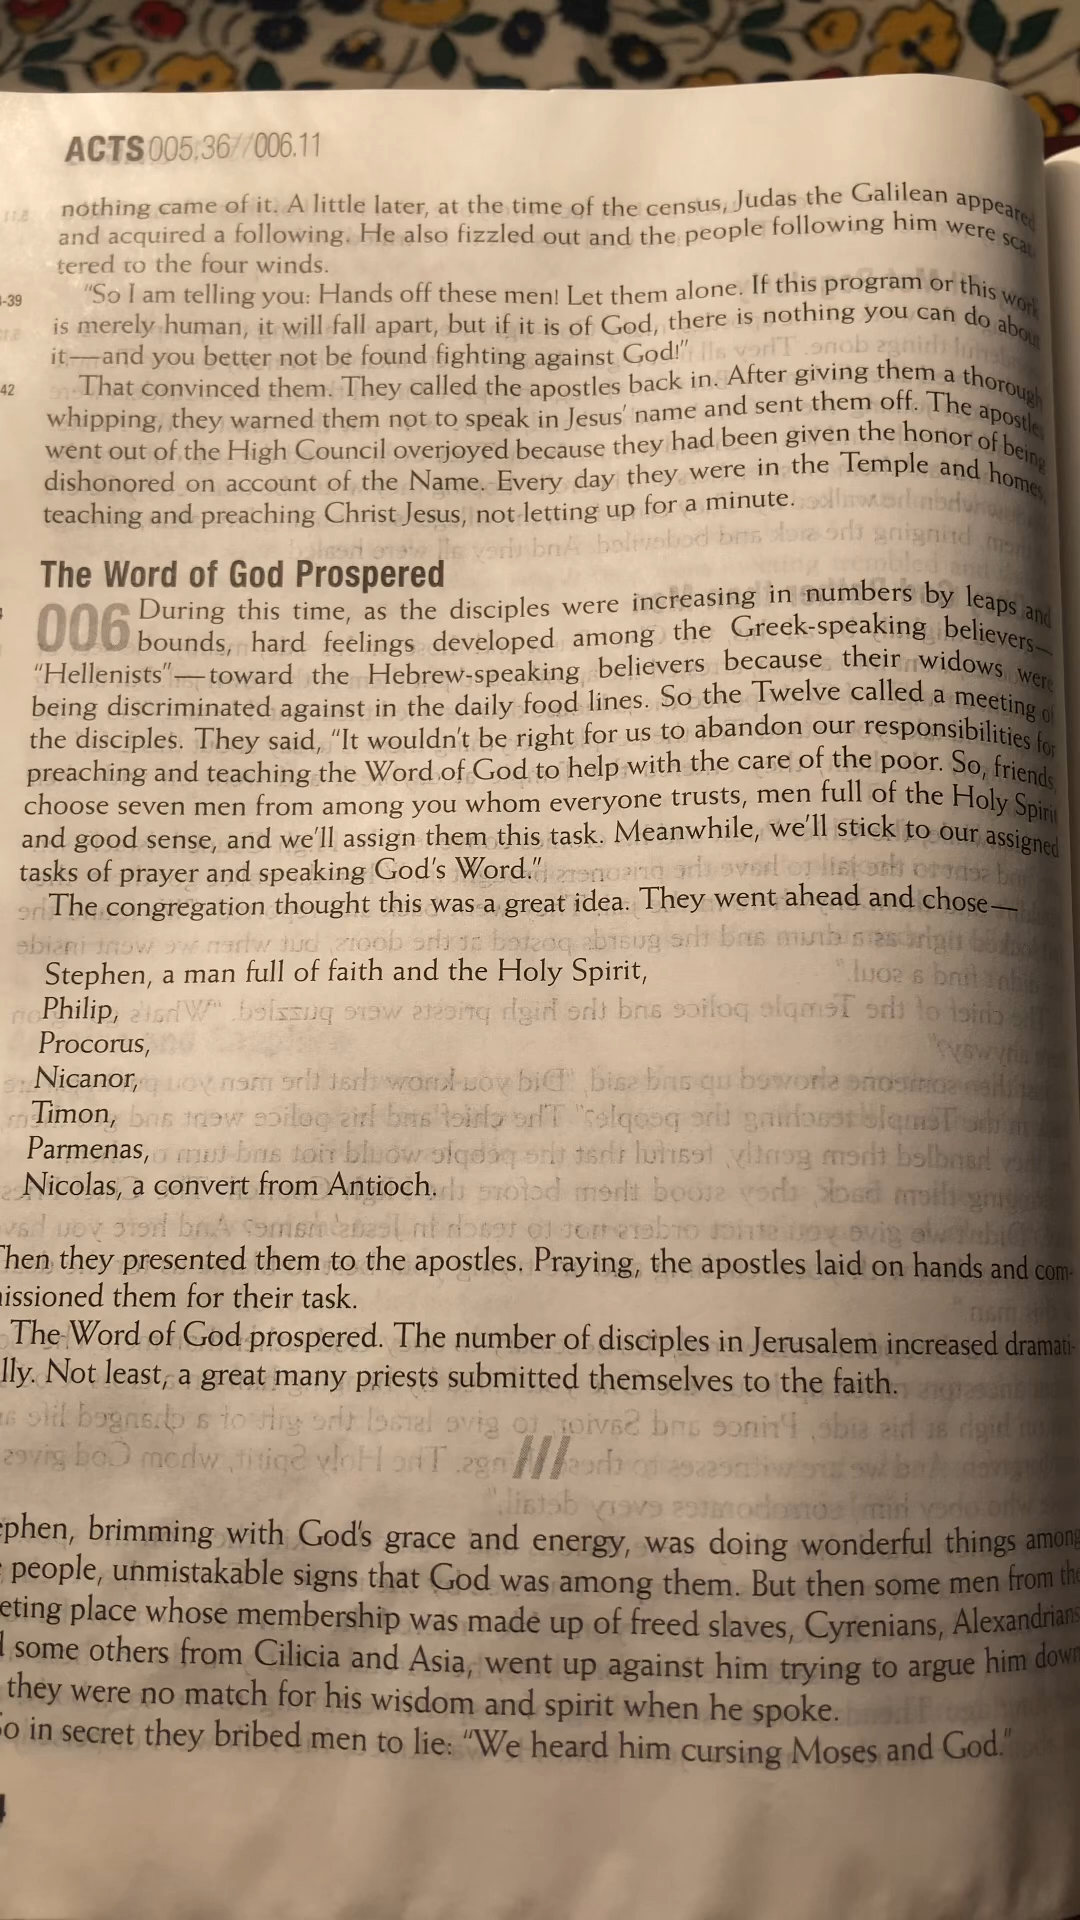 ACTS 005:36//006.11
nothing came of it. A little later, at the time of the census, Judas the Galilean appeared
and acquired a following. He also fizzled out and the people following him were scat
tered to the four winds.
-39 "So I am telling you: Hands off these men! Let them alone. If this program or this work
is merely human, it will fall apart, but if it is of God, there is nothing you can do about
it—and you better not be found fighting against God!"
42 That convinced them. They called the apostles back in. After giving them a thorough
whipping, they warned them not to speak in Jesus' name and sent them off. The apostles
went out of the High Council overjoyed because they had been given the honor of being
dishonored on account of the Name. Every day they were in the Temple and homes,
teaching and preaching Christ Jesus, not letting up for a minute.
The Word of God Prospered
006 During this time, as the disciples were increasing in numbers by leaps and
bounds, hard feelings developed among the Greek-speaking believers—
"Hellenists"—toward the Hebrew-speaking believers because their widows were
being discriminated against in the daily food lines. So the Twelve called a meeting of
the disciples. They said, "It wouldn't be right for us to abandon our responsibilities for
preaching and teaching the Word of God to help with the care of the poor. So, friends,
choose seven men from among you whom everyone trusts, men full of the Holy Spirit
and good sense, and we'll assign them this task. Meanwhile, we'll stick to our assigned
tasks of prayer and speaking God's Word."
The congregation thought this was a great idea. They went ahead and chose—
Stephen, a man full of faith and the Holy Spirit,
Philip,
Procorus,
Nicanor,
Timon,
Parmenas,
Nicolas, a convert from Antioch.
Then they presented them to the apostles. Praying, the apostles laid on hands and com-
issioned them for their task.
The Word of God prospered. The number of disciples in Jerusalem increased dramati-
lly. Not least, a great many priests submitted themselves to the faith.
///
ephen, brimming with God's grace and energy, was doing wonderful things among
people, unmistakable signs that God was among them. But then some men from the
eting place whose membership was made up of freed slaves, Cyrenians, Alexandrians
some others from Cilicia and Asia, went up against him trying to argue him down
they were no match for his wisdom and spirit when he spoke.
So in secret they bribed men to lie: "We heard him cursing Moses and God."